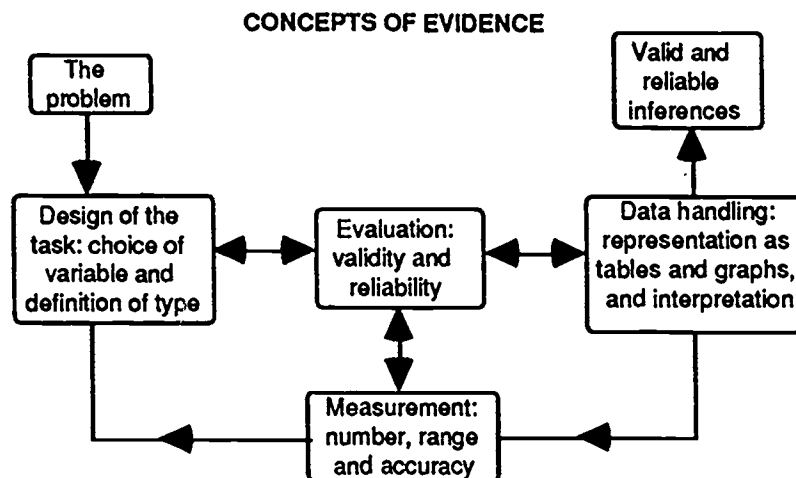 CONCEPTS OF EVIDENCE
The
problem
Valid and
reliable
inferences
Design of the
task: choice of
variable and
definition of type
Evaluation:
validity and
reliability
Data handling:
representation as
tables and graphs,
and interpretation
Measurement:
number, range
and accuracy